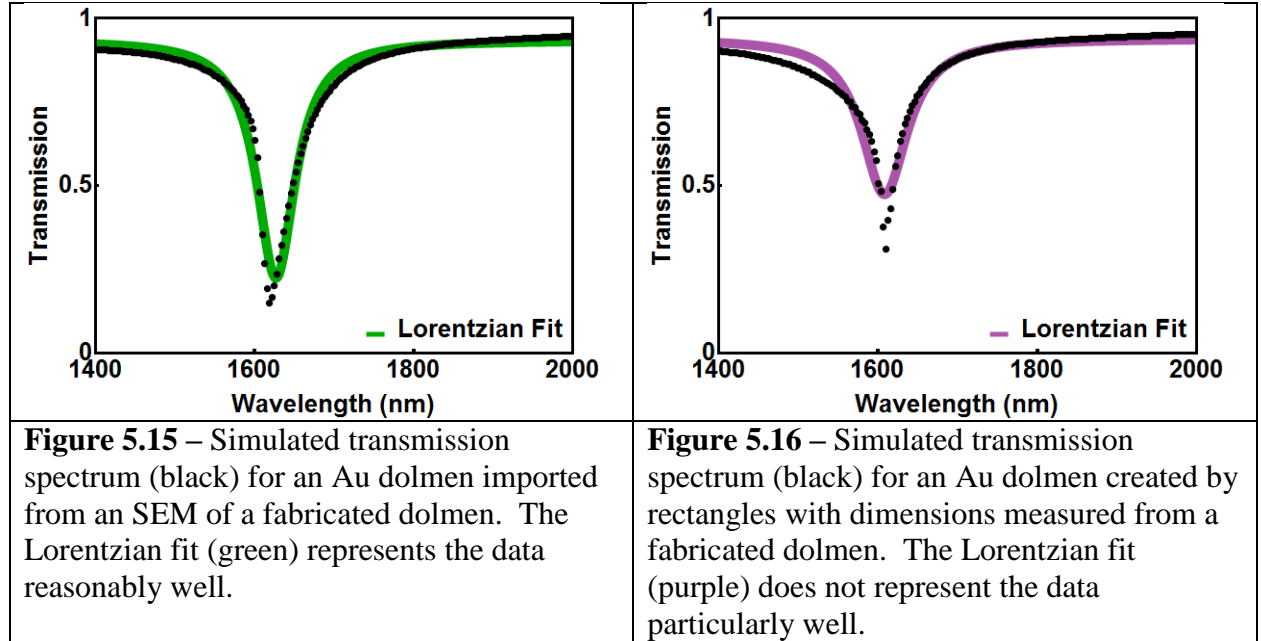 1
0.5
0
Transmission
1400
1600
1800
2000
Wavelength (nm)
Lorentzian Fit
Figure 5.15 – Simulated transmission
spectrum (black) for an Au dolmen imported
from an SEM of a fabricated dolmen.  The
Lorentzian fit (green) represents the data
reasonably well.
1
0.5
0
Transmission
1400
1600
1800
2000
Wavelength (nm)
Lorentzian Fit
Figure 5.16 – Simulated transmission
spectrum (black) for an Au dolmen created by
rectangles with dimensions measured from a
fabricated dolmen.  The Lorentzian fit
(purple) does not represent the data
particularly well.